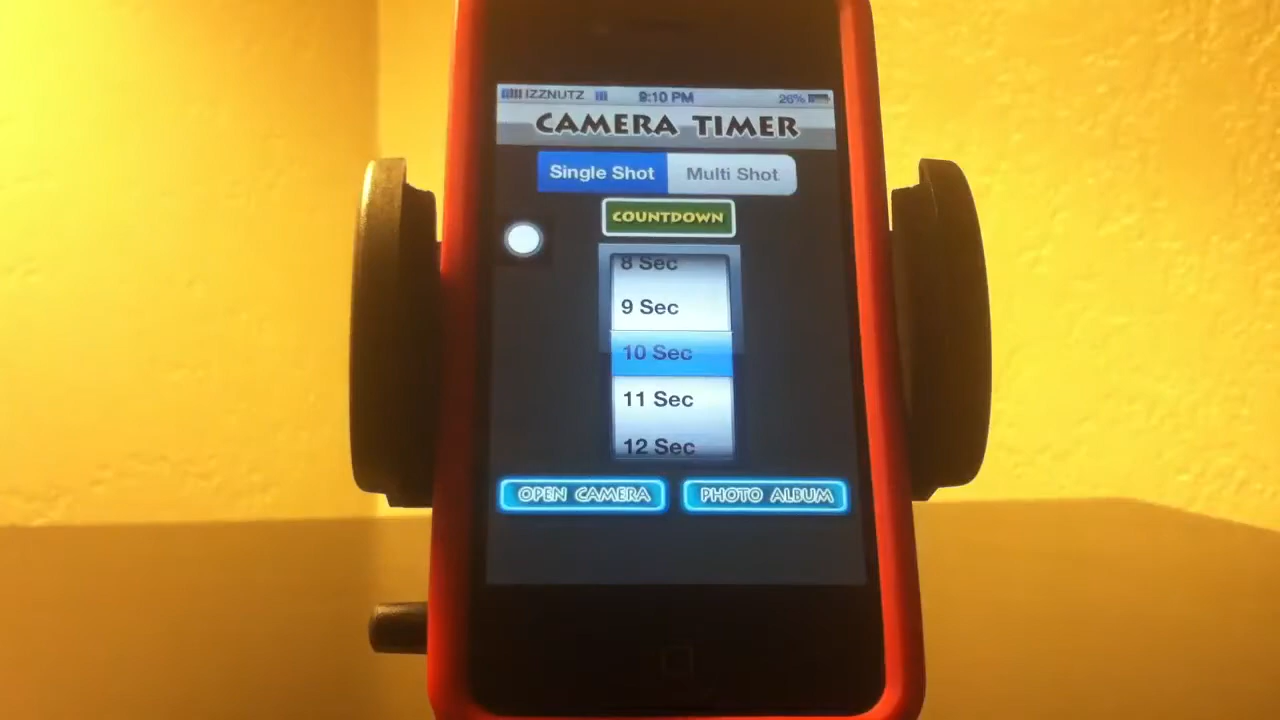 IZZNUTZ 9:10 PM 26%
CAMERA TIMER
Single Shot Multi Shot
COUNTDOWN
8 Sec
9 Sec
10 Sec
11 Sec
12 Sec
OPEN CAMERA PHOTO ALBUM